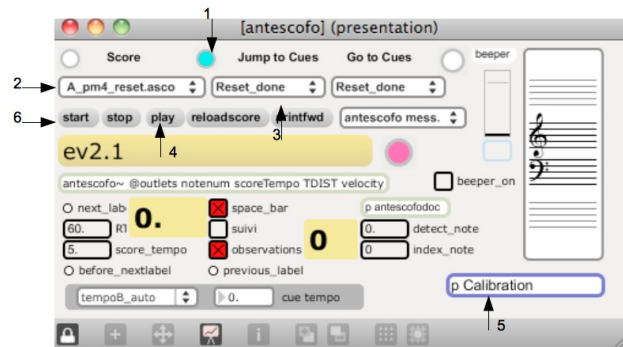 1
[antescofo] (presentation)
Score Jump to Cues Go to Cues beeper
2 A_pm4_reset.asco Reset_done Reset_done
6 start stop play reloadscore printfwd antescofo mess.
4 3
ev2.1
antescofo~ @outlets notenum scoreTempo TDIST velocity beeper_on
next_lab 0. space_bar p antescofodoc
60. RT suivi 0 0. detect_note
5. score_tempo observations 0 index_note
before_nextlabel previous_label
p Calibration
tempoB_auto 0. cue tempo
5